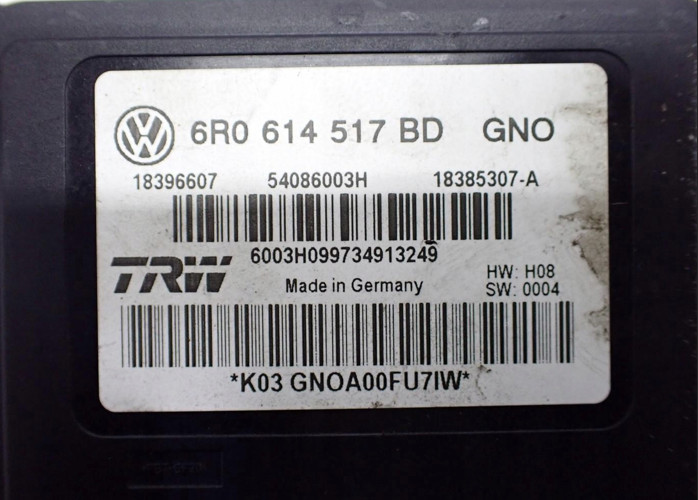 6R0 614 517 BD GNO
18396607 54086003H 18385307-A
6003H099734913249
TRW
Made in Germany
HW: H08
SW: 0004
*K03 GNOA00FU7IW*